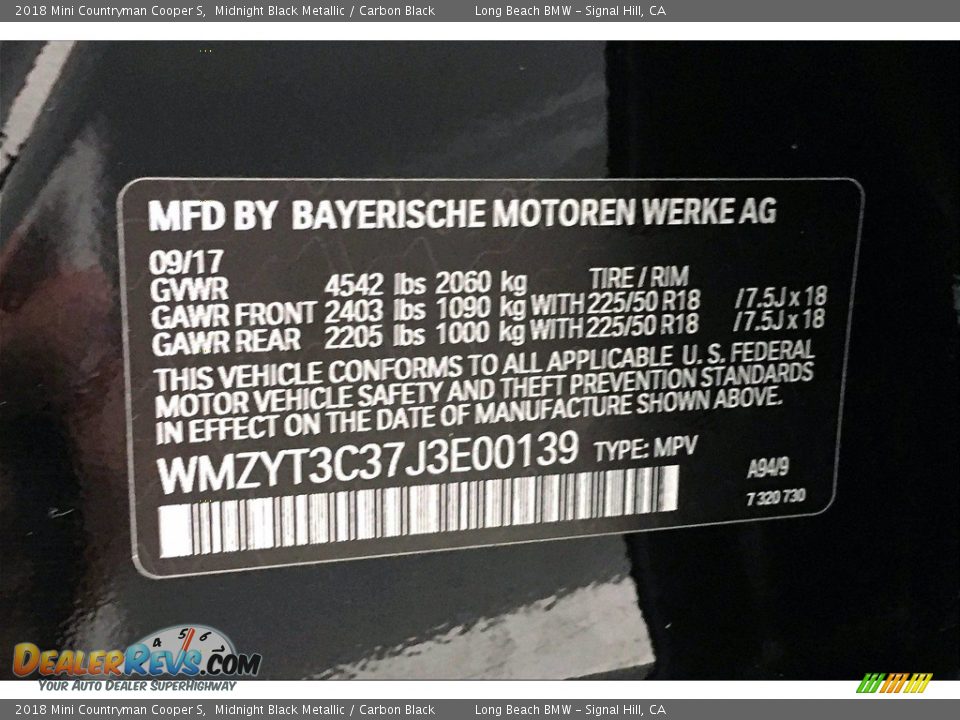 2018 Mini Countryman Cooper S, Midnight Black Metallic / Carbon Black Long Beach BMW - Signal Hill, CA
MFD BY BAYERISCHE MOTOREN WERKE AG
09/17
GVWR 4542 lbs 2060 kg TIRE / RIM
GAWR FRONT 2403 lbs 1090 kg WITH 225/50 R18 /7.5J x 18
GAWR REAR 2205 lbs 1000 kg WITH 225/50 R18 /7.5J x 18
THIS VEHICLE CONFORMS TO ALL APPLICABLE U. S. FEDERAL
MOTOR VEHICLE SAFETY AND THEFT PREVENTION STANDARDS
IN EFFECT ON THE DATE OF MANUFACTURE SHOWN ABOVE.
WMZYT3C37J3E00139 TYPE: MPV
A94/9
7 320 730
4 5 6
DEALERREVS.COM
YOUR AUTO DEALER SUPERHIGHWAY
2018 Mini Countryman Cooper S, Midnight Black Metallic / Carbon Black Long Beach BMW - Signal Hill, CA